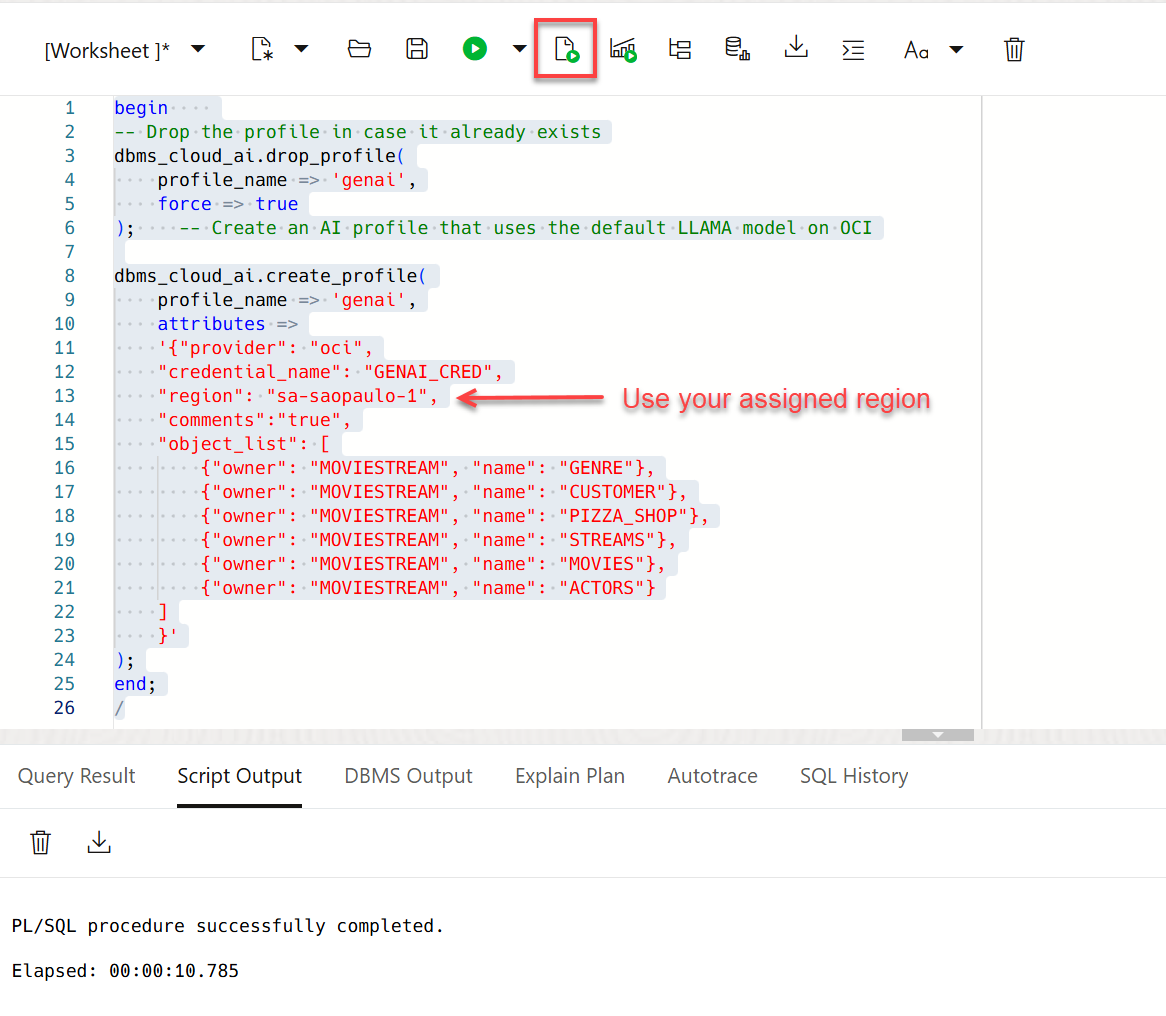 [Worksheet ]*
Aa
1 begin
2 -- Drop the profile in case it already exists
3 dbms_cloud_ai.drop_profile(
4     profile_name => 'genai',
5     force => true
6 );    -- Create an AI profile that uses the default LLAMA model on OCI
7
8 dbms_cloud_ai.create_profile(
9     profile_name => 'genai',
10     attributes =>
11     '{"provider": "oci",
12     "credential_name": "GENAI_CRED",
13     "region": "sa-saopaulo-1", Use your assigned region
14     "comments":"true",
15     "object_list": [
16         {"owner": "MOVIESTREAM", "name": "GENRE"},
17         {"owner": "MOVIESTREAM", "name": "CUSTOMER"},
18         {"owner": "MOVIESTREAM", "name": "PIZZA_SHOP"},
19         {"owner": "MOVIESTREAM", "name": "STREAMS"},
20         {"owner": "MOVIESTREAM", "name": "MOVIES"},
21         {"owner": "MOVIESTREAM", "name": "ACTORS"}
22     ]
23     }'
24 );
25 end;
26 /
Query Result Script Output DBMS Output Explain Plan Autotrace SQL History
PL/SQL procedure successfully completed.
Elapsed: 00:00:10.785